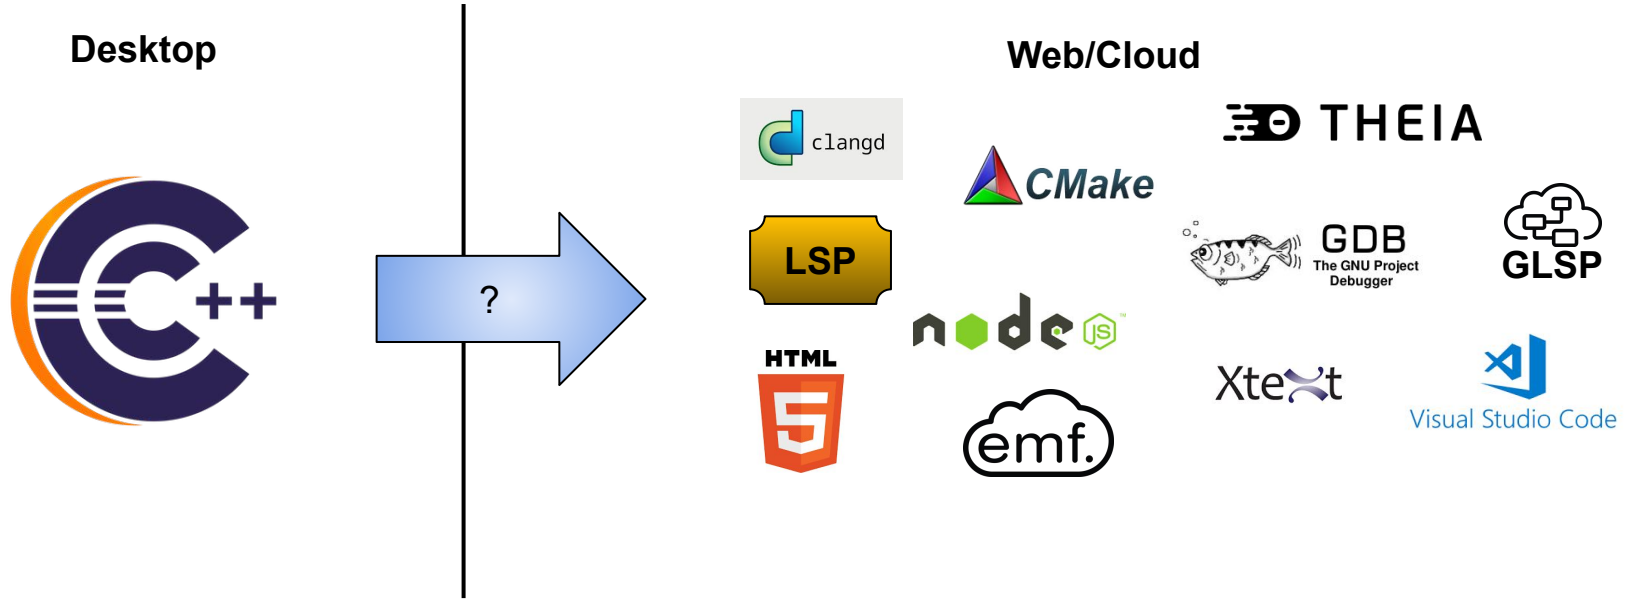 Desktop
Web/Cloud
C++
?
clangd
CMake
THEIA
LSP
GDB
The GNU Project
Debugger
GLSP
node
JS
TM
HTML
5
emf.
Xtext
Visual Studio Code